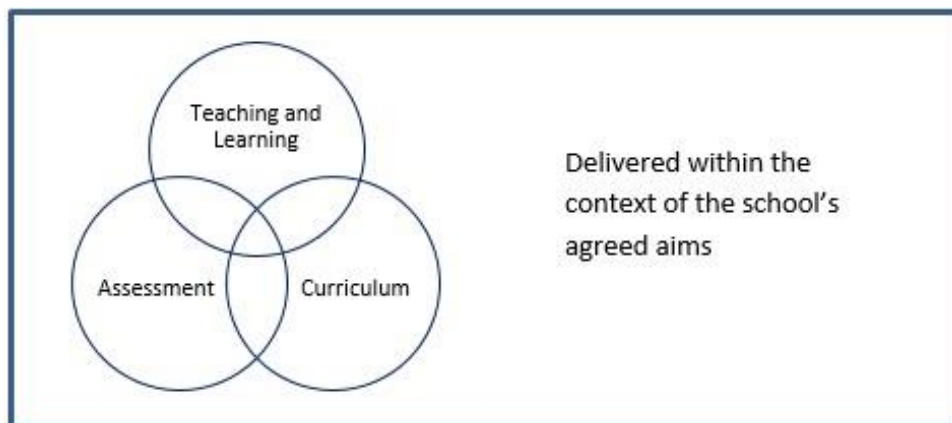 Teaching and
Learning
Assessment
Curriculum
Delivered within the
context of the school’s
agreed aims